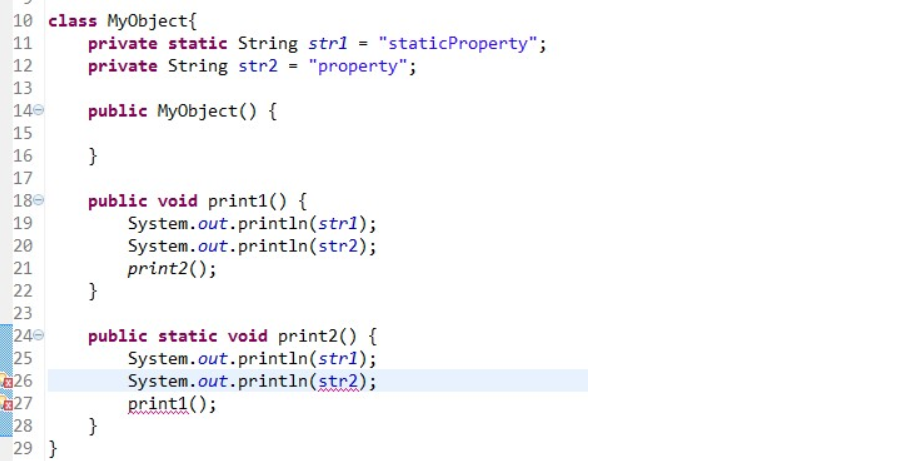 10 class MyObject{
11     private static String str1 = "staticProperty";
12     private String str2 = "property";
13
14     public MyObject() {
15
16     }
17
18     public void print1() {
19         System.out.println(str1);
20         System.out.println(str2);
21         print2();
22     }
23
24     public static void print2() {
25         System.out.println(str1);
26         System.out.println(str2);
27         print1();
28     }
29 }